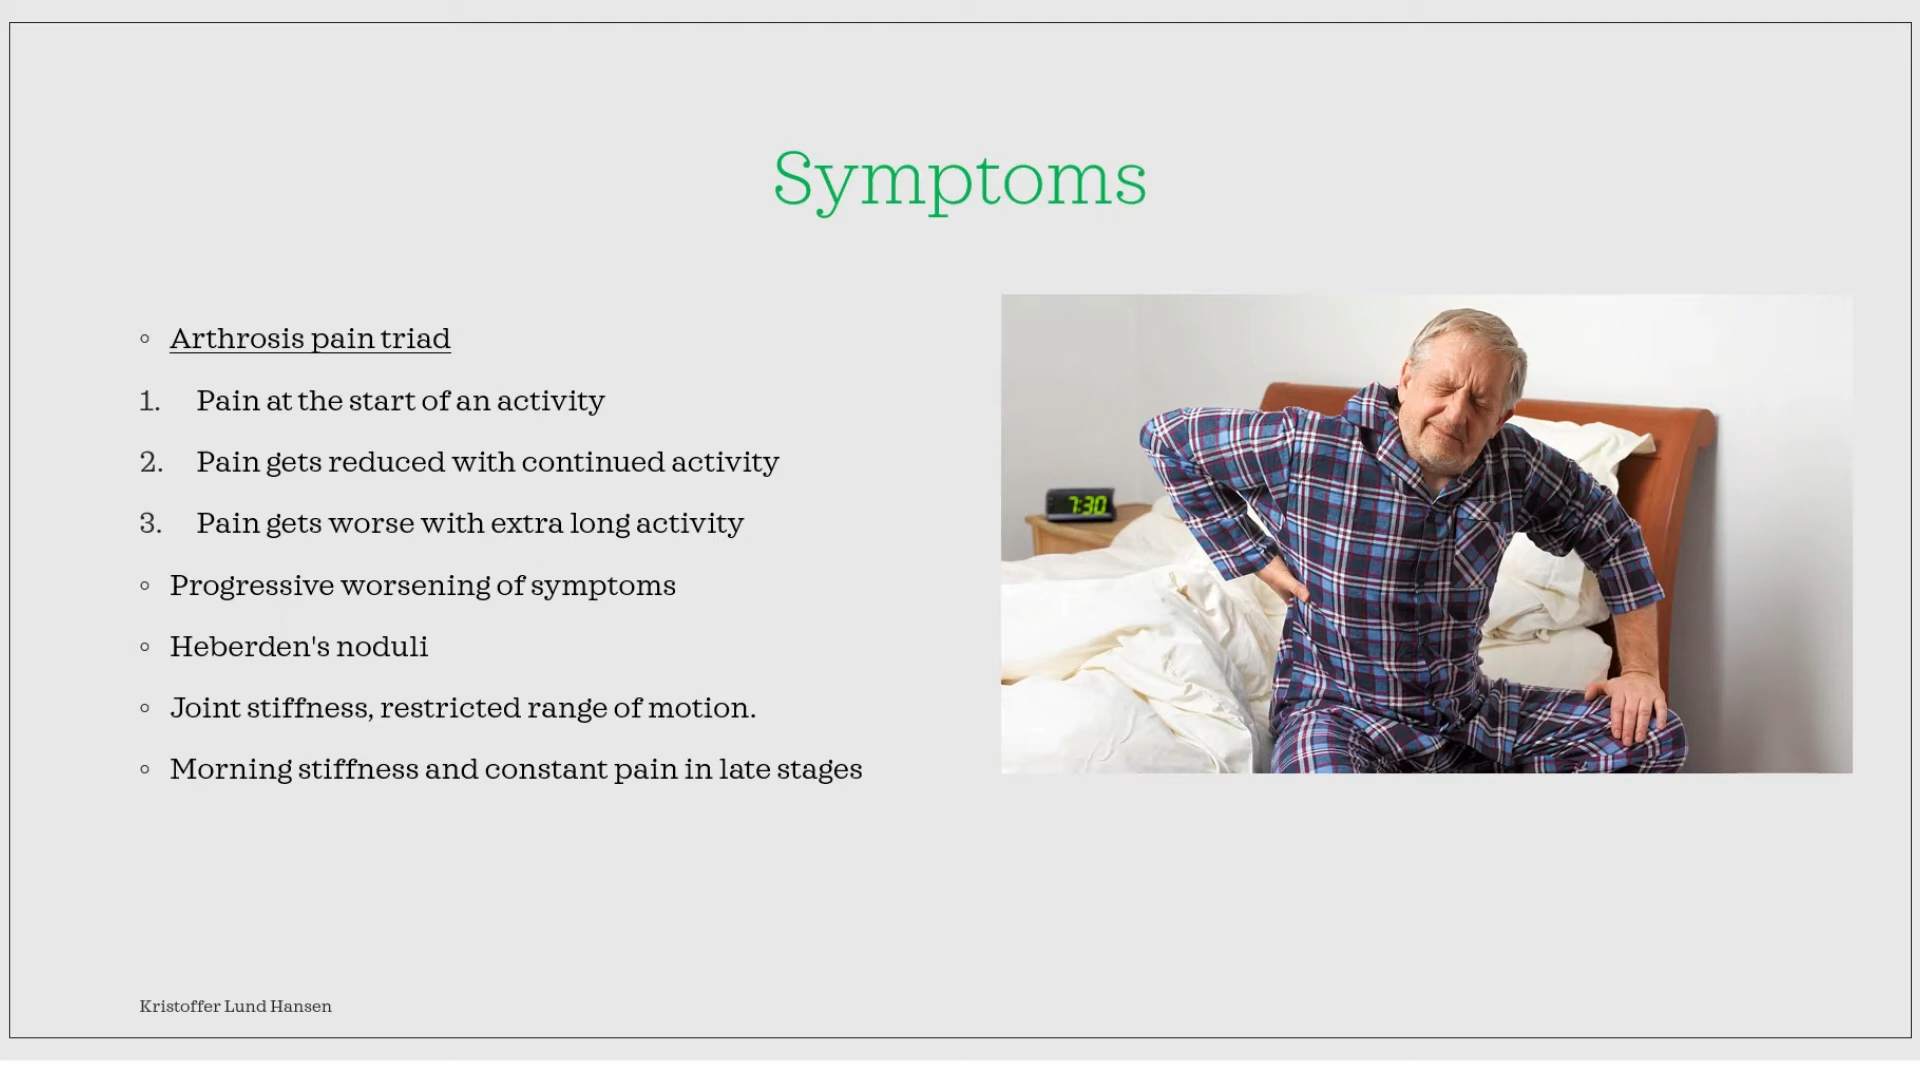 Symptoms
◦ Arthrosis pain triad
1. Pain at the start of an activity
2. Pain gets reduced with continued activity
3. Pain gets worse with extra long activity
◦ Progressive worsening of symptoms
◦ Heberden's noduli
◦ Joint stiffness, restricted range of motion.
◦ Morning stiffness and constant pain in late stages
7:30
Kristoffer Lund Hansen